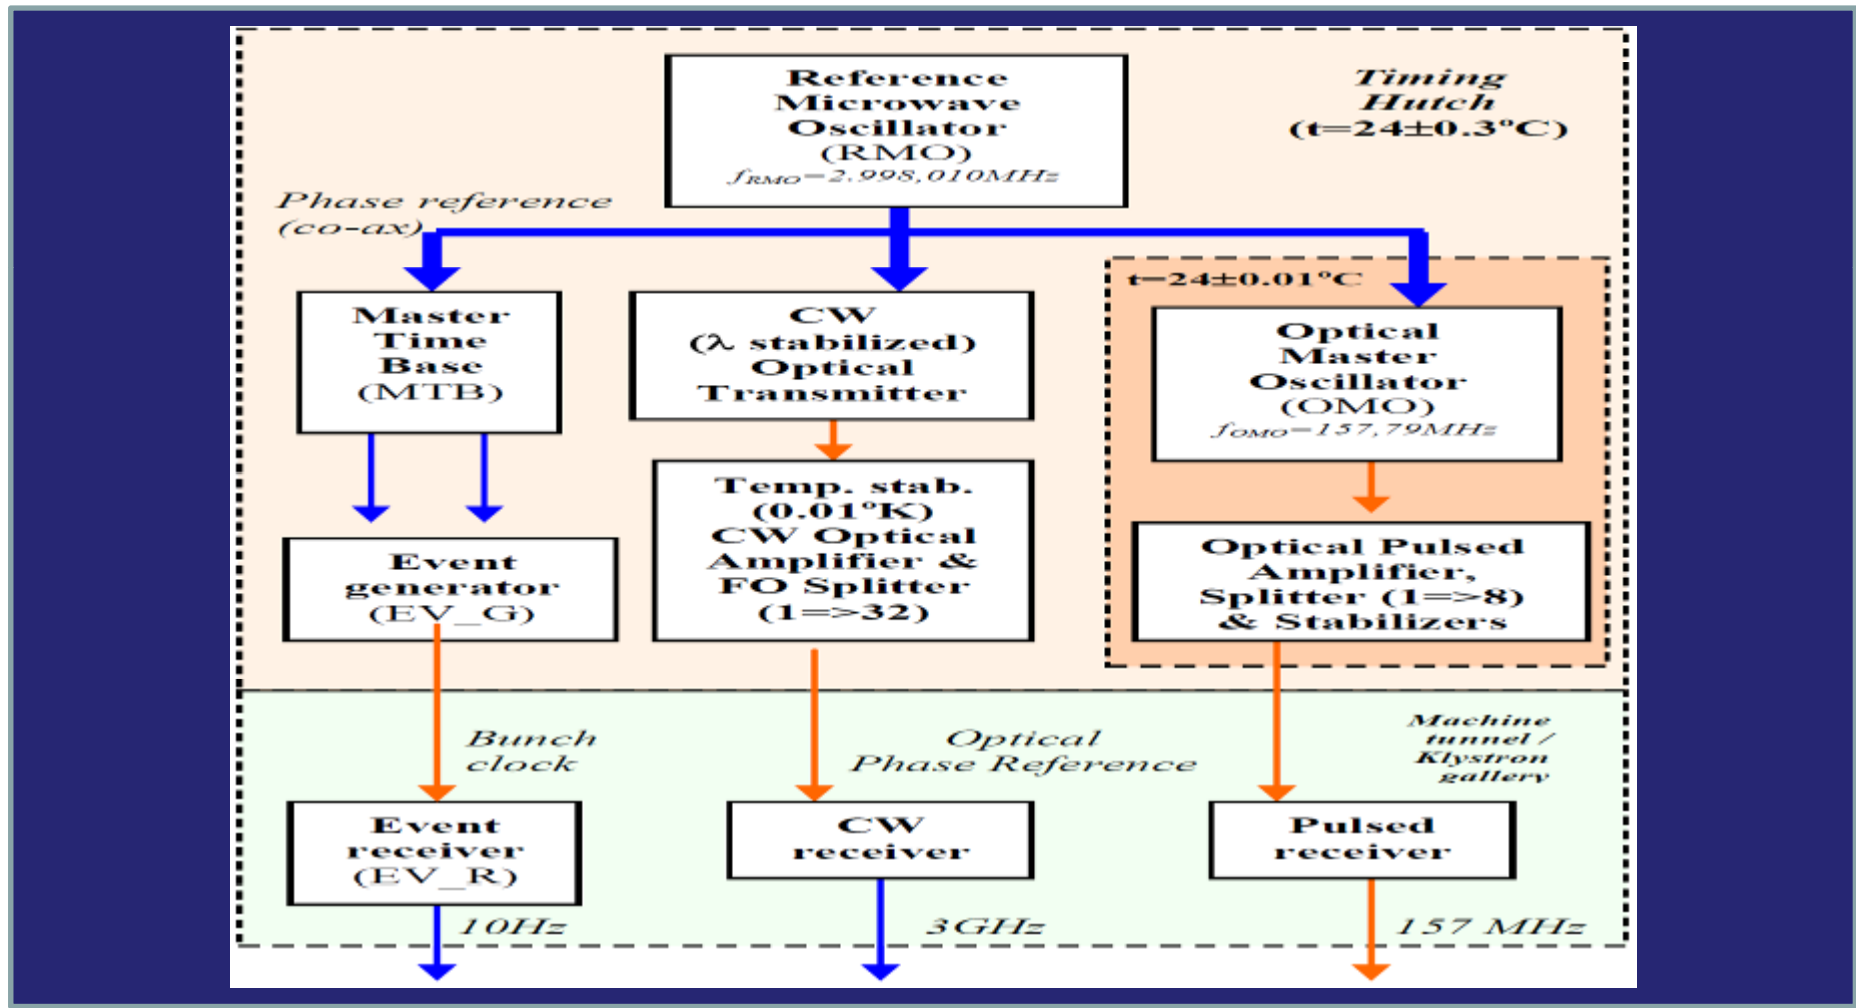 Reference
Microwave
Oscillator
(RMO)
fRMO=2.998,010MHz
Timing
Hutch
(t=24±0.3ºC)
Phase reference
(co-ax)
Master
Time
Base
(MTB)
CW
(λ stabilized)
Optical
Transmitter
t=24±0.01ºC
Optical
Master
Oscillator
(OMO)
fOMO=157,79MHz
Event
generator
(EV_G)
Temp. stab.
(0.01ºK)
CW Optical
Amplifier &
FO Splitter
(1=>32)
Optical Pulsed
Amplifier,
Splitter (1=>8)
& Stabilizers
Bunch
clock
Optical
Phase Reference
Machine
tunnel /
Klystron
gallery
Event
receiver
(EV_R)
CW
receiver
Pulsed
receiver
10Hz
3GHz
157 MHz